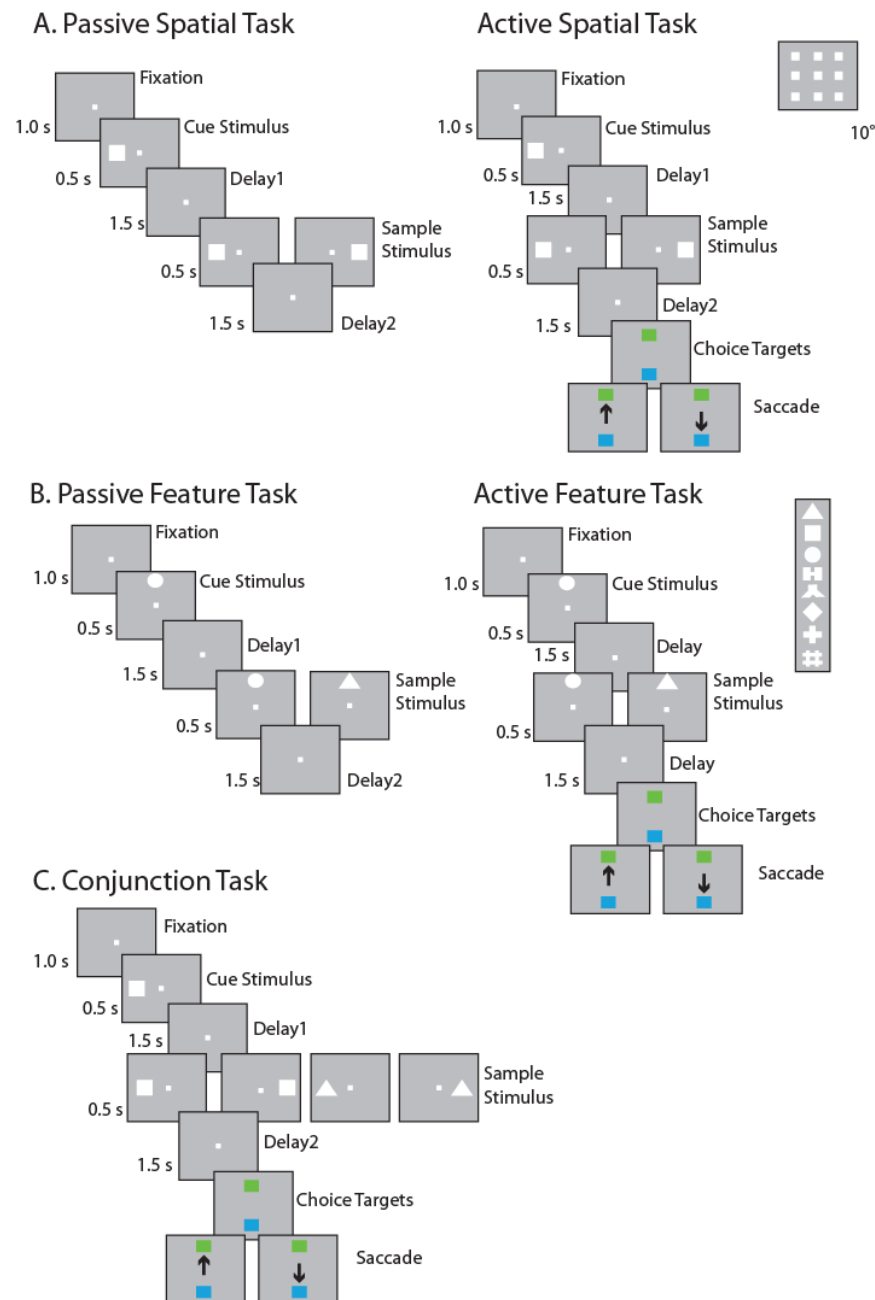 A. Passive Spatial Task
Fixation
1.0 s
Cue Stimulus
0.5 s
Delay1
1.5 s
Sample
Stimulus
0.5 s
1.5 s
Delay2
Active Spatial Task
10°
Fixation
1.0 s
Cue Stimulus
0.5 s
Delay1
1.5 s
Sample
Stimulus
0.5 s
Delay2
1.5 s
Choice Targets
Saccade
B. Passive Feature Task
Fixation
1.0 s
Cue Stimulus
0.5 s
Delay1
1.5 s
Sample
Stimulus
0.5 s
1.5 s
Delay2
Active Feature Task
Fixation
1.0 s
Cue Stimulus
0.5 s
Delay
1.5 s
Sample
Stimulus
0.5 s
Delay
1.5 s
Choice Targets
Saccade
C. Conjunction Task
Fixation
1.0 s
Cue Stimulus
0.5 s
Delay1
1.5 s
Sample
Stimulus
0.5 s
Delay2
1.5 s
Choice Targets
Saccade